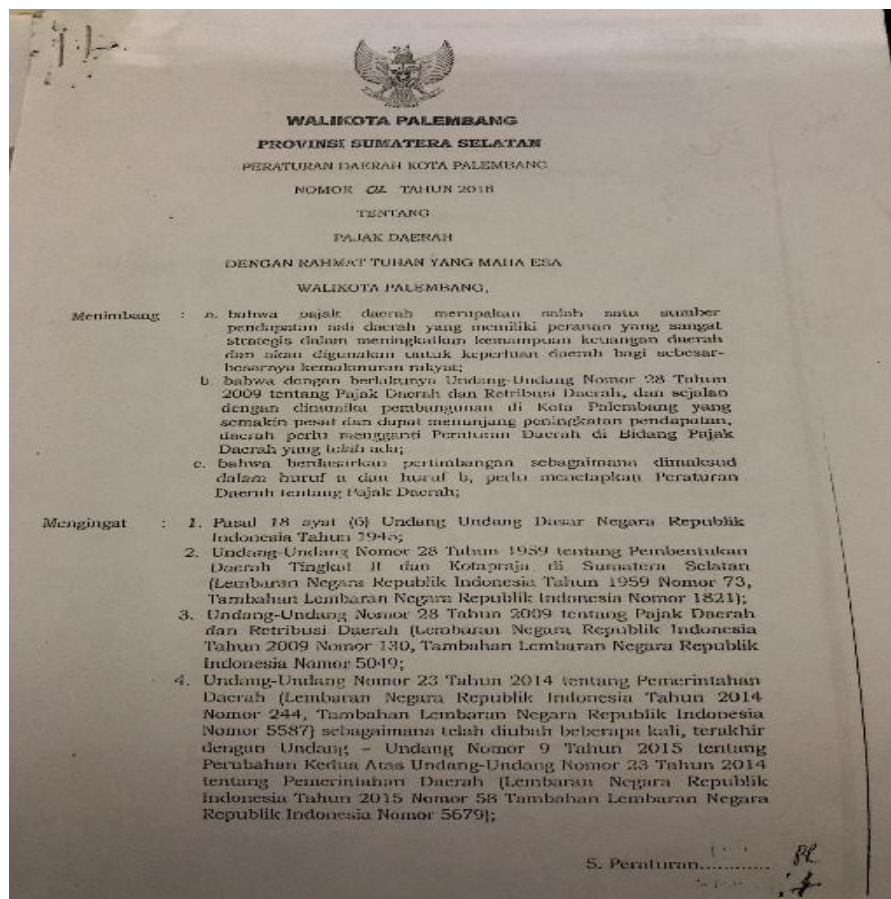 WALIKOTA PALEMBANG
PROVINSI SUMATERA SELATAN
PERATURAN DAERAH KOTA PALEMBANG
NOMOR 02 TAHUN 2018
TENTANG
PAJAK DAERAH
DENGAN RAHMAT TUHAN YANG MAHA ESA
WALIKOTA PALEMBANG,
Menimbang : a. bahwa pajak daerah merupakan salah satu sumber
pendapatan asli daerah yang memiliki peranan yang sangat
strategis dalam meningkatkan kemampuan keuangan daerah
dan akan digunakan untuk keperluan daerah bagi sebesar-
besarnya kemakmuran rakyat;
b. bahwa dengan berlakunya Undang-Undang Nomor 28 Tahun
2009 tentang Pajak Daerah dan Retribusi Daerah, dan sejalan
dengan dinamika pembangunan di Kota Palembang yang
semakin pesat dan dapat menunjang peningkatan pendapatan,
daerah perlu mengganti Peraturan Daerah di Bidang Pajak
Daerah yang telah ada;
c. bahwa berdasarkan pertimbangan sebagaimana dimaksud
dalam huruf a dan huruf b, perlu menetapkan Peraturan
Daerah tentang Pajak Daerah;
Mengingat : 1. Pasal 18 ayat (6) Undang Undang Dasar Negara Republik
Indonesia Tahun 1945;
2. Undang-Undang Nomor 28 Tahun 1959 tentang Pembentukan
Daerah Tingkat II dan Kotapraja di Sumatera Selatan
(Lembaran Negara Republik Indonesia Tahun 1959 Nomor 73,
Tambahan Lembaran Negara Republik Indonesia Nomor 1821);
3. Undang-Undang Nomor 28 Tahun 2009 tentang Pajak Daerah
dan Retribusi Daerah (Lembaran Negara Republik Indonesia
Tahun 2009 Nomor 130, Tambahan Lembaran Negara Republik
Indonesia Nomor 5049;
4. Undang-Undang Nomor 23 Tahun 2014 tentang Pemerintahan
Daerah (Lembaran Negara Republik Indonesia Tahun 2014
Nomor 244, Tambahan Lembaran Negara Republik Indonesia
Nomor 5587) sebagaimana telah diubah beberapa kali, terakhir
dengan Undang – Undang Nomor 9 Tahun 2015 tentang
Perubahan Kedua Atas Undang-Undang Nomor 23 Tahun 2014
tentang Pemerintahan Daerah (Lembaran Negara Republik
Indonesia Tahun 2015 Nomor 58 Tambahan Lembaran Negara
Republik Indonesia Nomor 5679);
5. Peraturan............